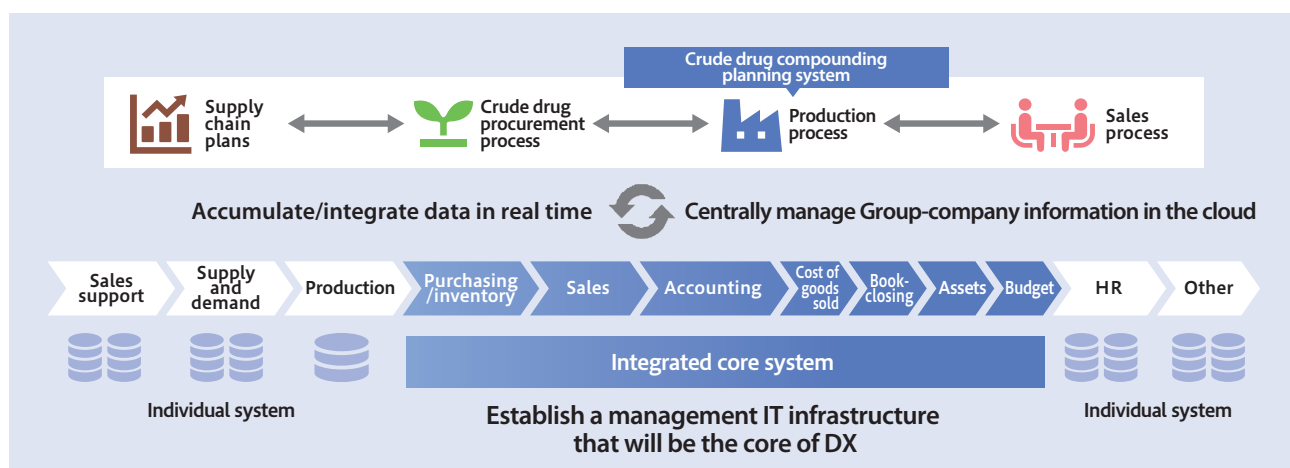 Crude drug compounding
planning system
Supply
chain
plans
Crude drug
procurement
process
Production
process
Sales
process
Accumulate/integrate data in real time
Centrally manage Group-company information in the cloud
Sales
support
Supply
and
demand
Production
Purchasing
/inventory
Sales
Accounting
Cost of
goods
sold
Book-
closing
Assets
Budget
HR
Other
Integrated core system
Individual system
Establish a management IT infrastructure
that will be the core of DX
Individual system